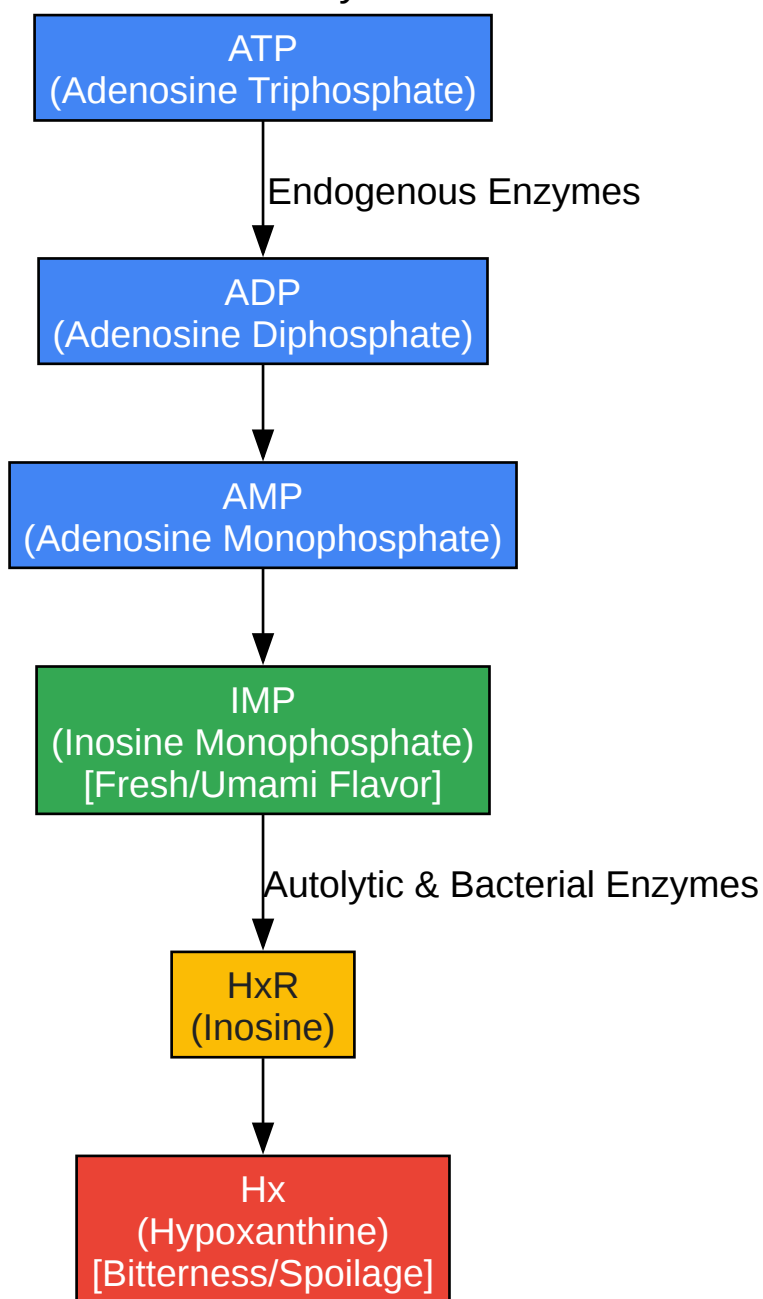 ATP
(Adenosine Triphosphate)
Endogenous Enzymes
ADP
(Adenosine Diphosphate)
AMP
(Adenosine Monophosphate)
IMP
(Inosine Monophosphate)
[Fresh/Umami Flavor]
Autolytic & Bacterial Enzymes
HxR
(Inosine)
Hx
(Hypoxanthine)
[Bitterness/Spoilage]